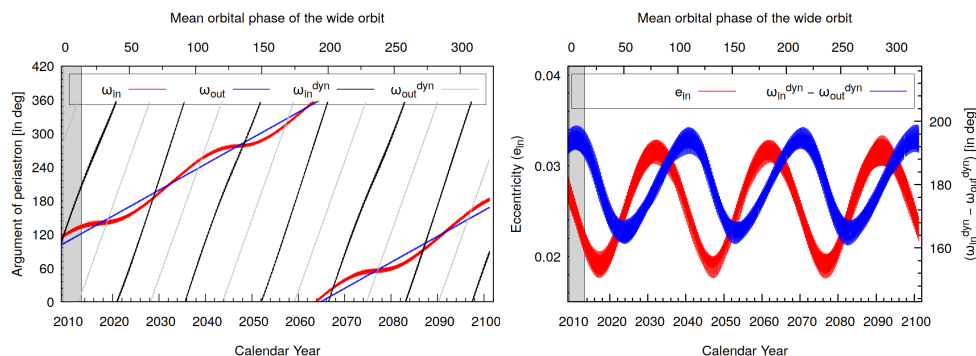 Mean orbital phase of the wide orbit
0 50 100 150 200 250 300
420
360
300
240
180
120
60
0
Argument of periastron [in deg]
ω_in ω_out ω_in^dyn ω_out^dyn
2010 2020 2030 2040 2050 2060 2070 2080 2090 2100
Calendar Year
Mean orbital phase of the wide orbit
0 50 100 150 200 250 300
0.04
0.03
0.02
Eccentricity (e_in)
e_in ω_in^dyn − ω_out^dyn
200
190
180
170
160
150
(ω_in^dyn - ω_out^dyn) [in deg]
2010 2020 2030 2040 2050 2060 2070 2080 2090 2100
Calendar Year